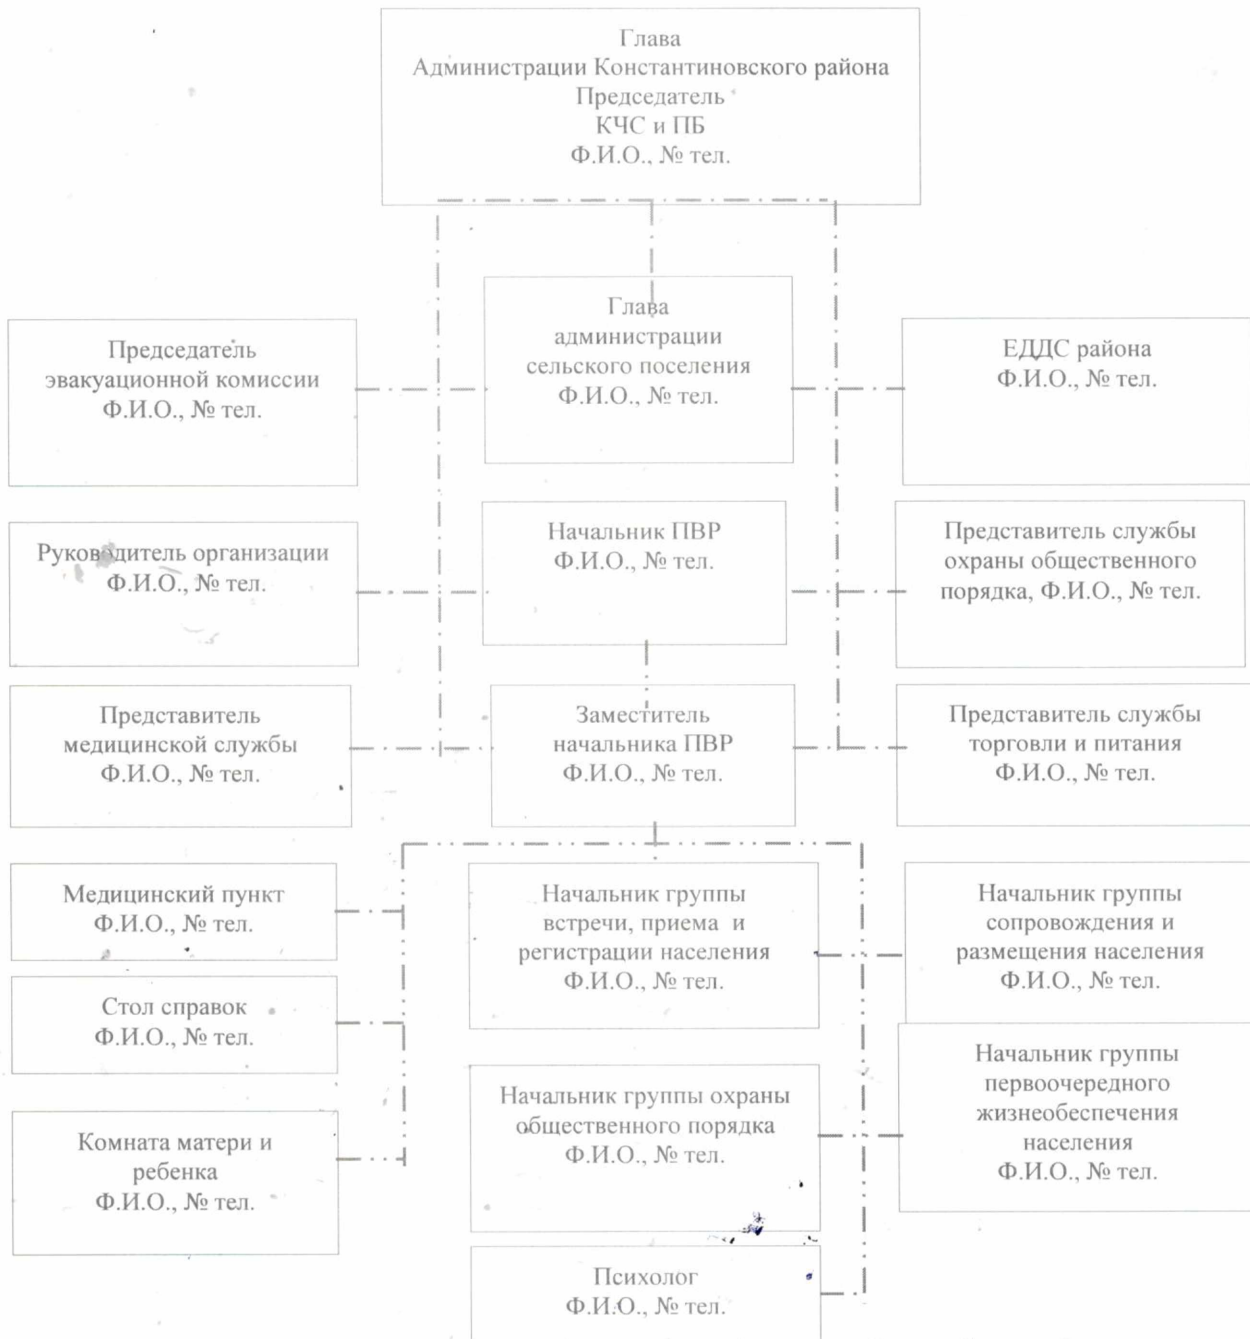 Глава
Администрации Константиновского района
Председатель
КЧС и ПБ
Ф.И.О., № тел.
Глава
администрации
сельского поселения
Ф.И.О., № тел.
Председатель
эвакуационной комиссии
Ф.И.О., № тел.
ЕДДС района
Ф.И.О., № тел.
Руководитель организации
Ф.И.О., № тел.
Начальник ПВР
Ф.И.О., № тел.
Представитель службы
охраны общественного
порядка, Ф.И.О., № тел.
Представитель
медицинской службы
Ф.И.О., № тел.
Заместитель
начальника ПВР
Ф.И.О., № тел.
Представитель службы
торговли и питания
Ф.И.О., № тел.
Медицинский пункт
Ф.И.О., № тел.
Начальник группы
встречи, приема и
регистрации населения
Ф.И.О., № тел.
Начальник группы
сопровождения и
размещения населения
Ф.И.О., № тел.
Стол справок
Ф.И.О., № тел.
Начальник группы охраны
общественного порядка
Ф.И.О., № тел.
Начальник группы
первоочередного
жизнеобеспечения
населения
Ф.И.О., № тел.
Комната матери и
ребенка
Ф.И.О., № тел.
Психолог
Ф.И.О., № тел.